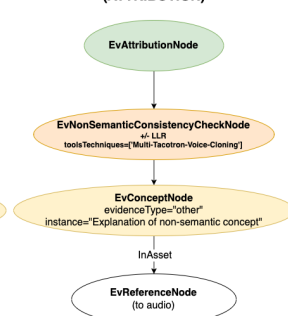 EvAttributionNode
EvNonSemanticConsistencyCheckNode
+/- LLR
toolsTechniques=['Multi-Tacotron-Voice-Cloning']
EvConceptNode
evidenceType="other"
instance="Explanation of non-semantic concept"
InAsset
EvReferenceNode
(to audio)